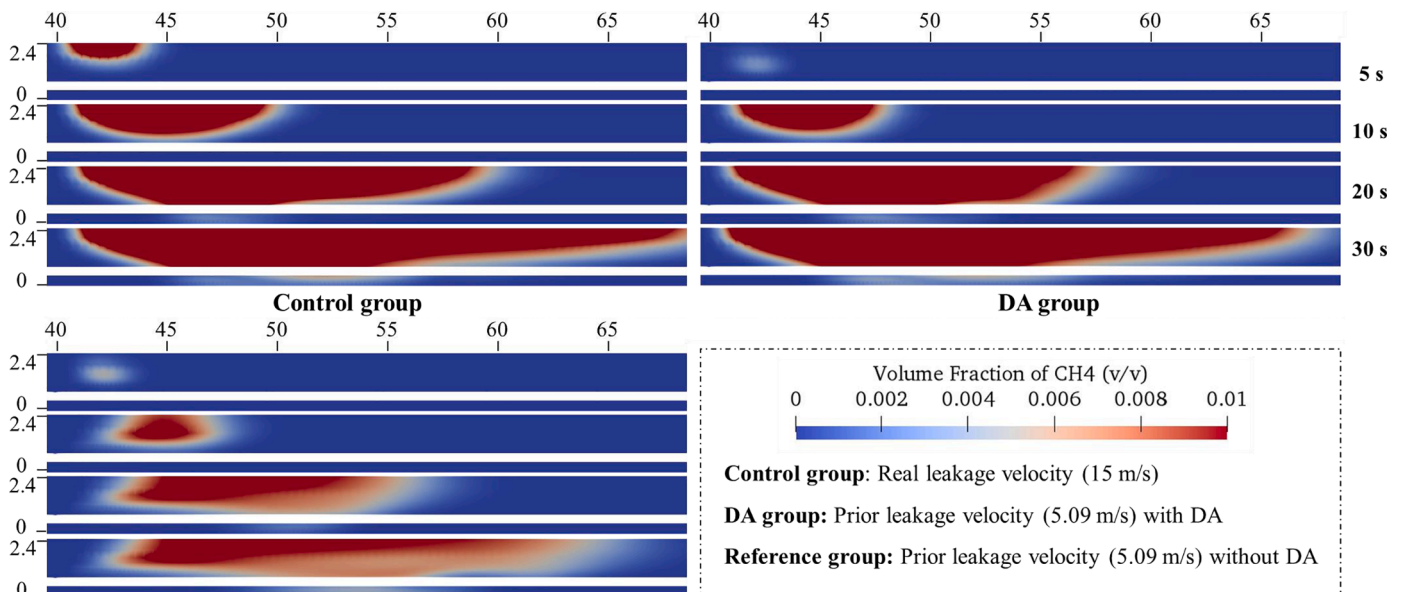 40 45 50 55 60 65
2.4
0
2.4
0
2.4
0
2.4
0
Control group
40 45 50 55 60 65
5 s
10 s
20 s
30 s
DA group
40 45 50 55 60 65
2.4
0
2.4
0
2.4
0
2.4
0
Volume Fraction of CH4 (v/v)
0 0.002 0.004 0.006 0.008 0.01
Control group: Real leakage velocity (15 m/s)
DA group: Prior leakage velocity (5.09 m/s) with DA
Reference group: Prior leakage velocity (5.09 m/s) without DA